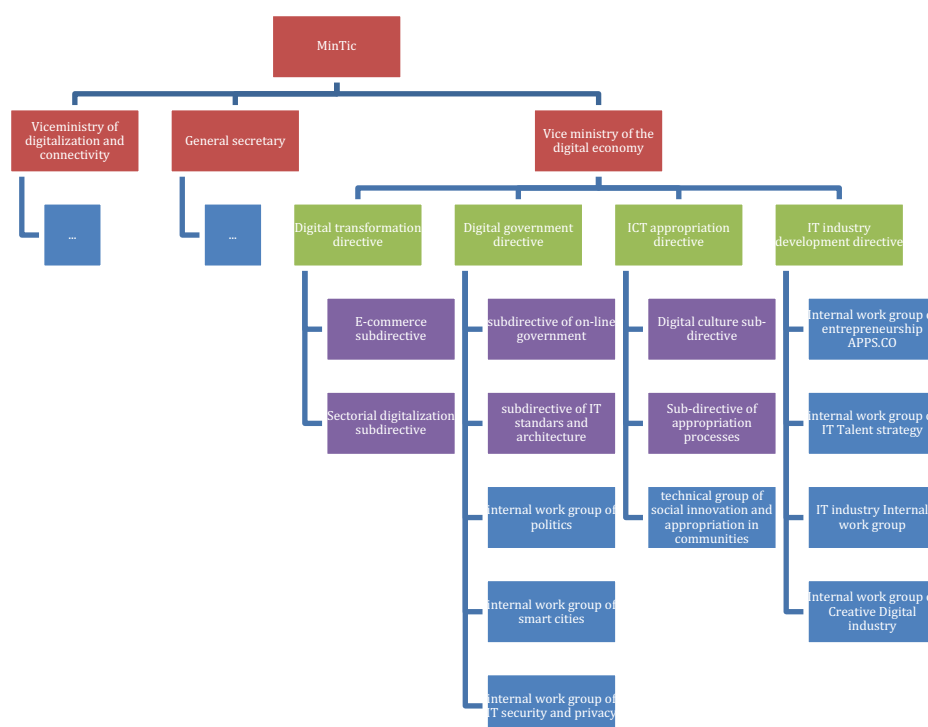 MinTic
Viceministry of
digitalization and
connectivity
General secretary
Vice ministry of the
digital economy
...
...
Digital transformation
directive
Digital government
directive
ICT appropriation
directive
IT industry
development directive
E-commerce
subdirective
Sectorial digitalization
subdirective
subdirective of on-line
government
subdirective of IT
standars and
architecture
internal work group of
politics
internal work group of
smart cities
internal work group of
IT security and privacy
Digital culture sub-
directive
Sub-directive of
appropriation
processes
technical group of
social innovation and
appropriation in
communities
Internal work group of
entrepreneurship
APPS.CO
internal work group of
IT Talent strategy
IT industry Internal
work group
Internal work group of
Creative Digital
industry